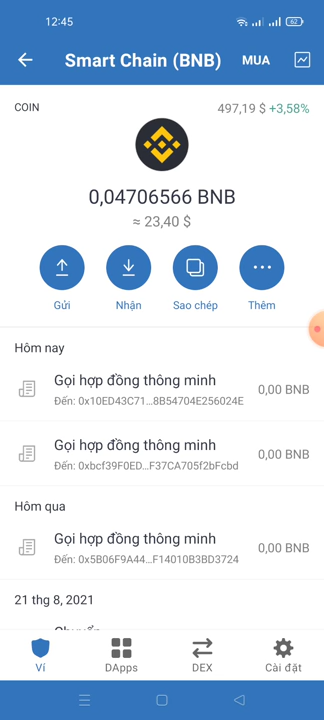 12:45
62
Smart Chain (BNB)
MUA
COIN
497,19 $ +3,58%
0,04706566 BNB
≈ 23,40 $
Gửi
Nhận
Sao chép
Thêm
Hôm nay
Gọi hợp đồng thông minh
0,00 BNB
Đến: 0x10ED43C71...8B54704E256024E
Gọi hợp đồng thông minh
0,00 BNB
Đến: 0xbcf39F0ED...F37CA705f2bFcbd
Hôm qua
Gọi hợp đồng thông minh
0,00 BNB
Đến: 0x5B06F9A44...F14010B3BD3724
21 thg 8, 2021
Ví
DApps
DEX
Cài đặt